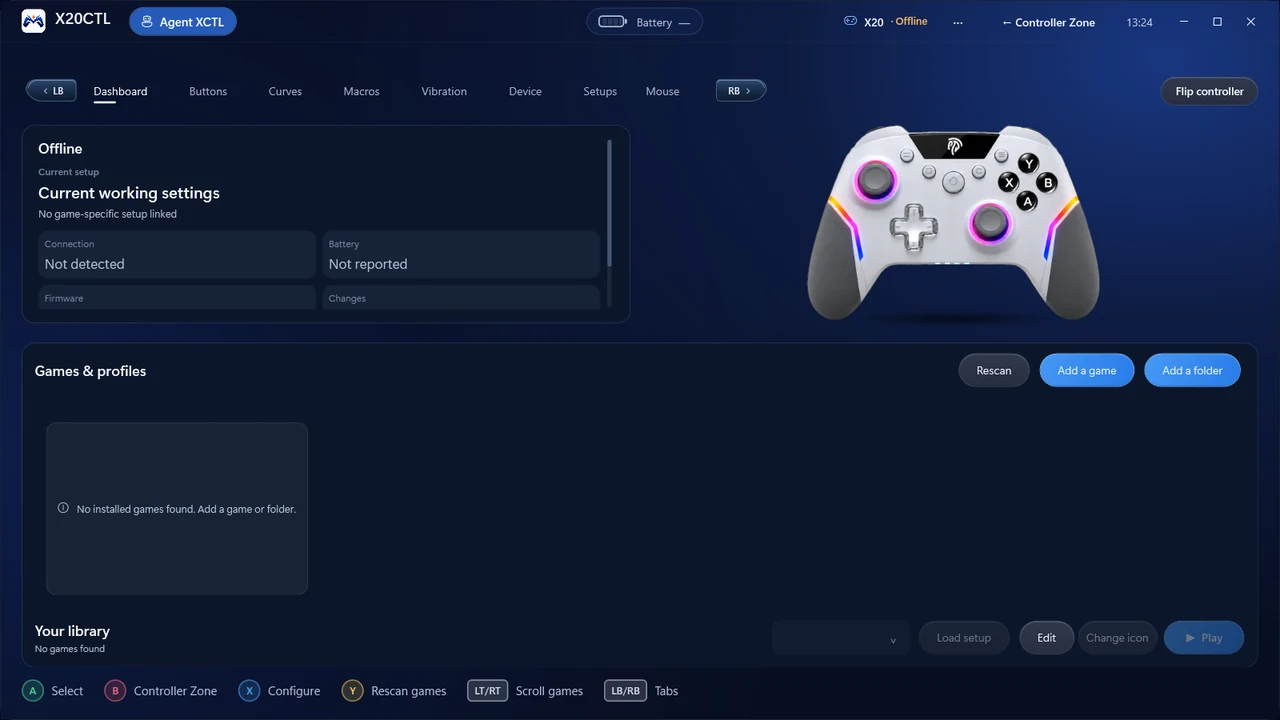 X20CTL
Agent XCTL
Battery —
X20 · Offline
...
← Controller Zone
13:24
< LB
Dashboard
Buttons
Curves
Macros
Vibration
Device
Setups
Mouse
RB >
Flip controller
Offline
Current setup
Current working settings
No game-specific setup linked
Connection
Not detected
Battery
Not reported
Firmware
Changes
Y
X
B
A
Games & profiles
Rescan
Add a game
Add a folder
No installed games found. Add a game or folder.
Your library
No games found
Load setup
Edit
Change icon
Play
A Select
B Controller Zone
X Configure
Y Rescan games
LT/RT Scroll games
LB/RB Tabs